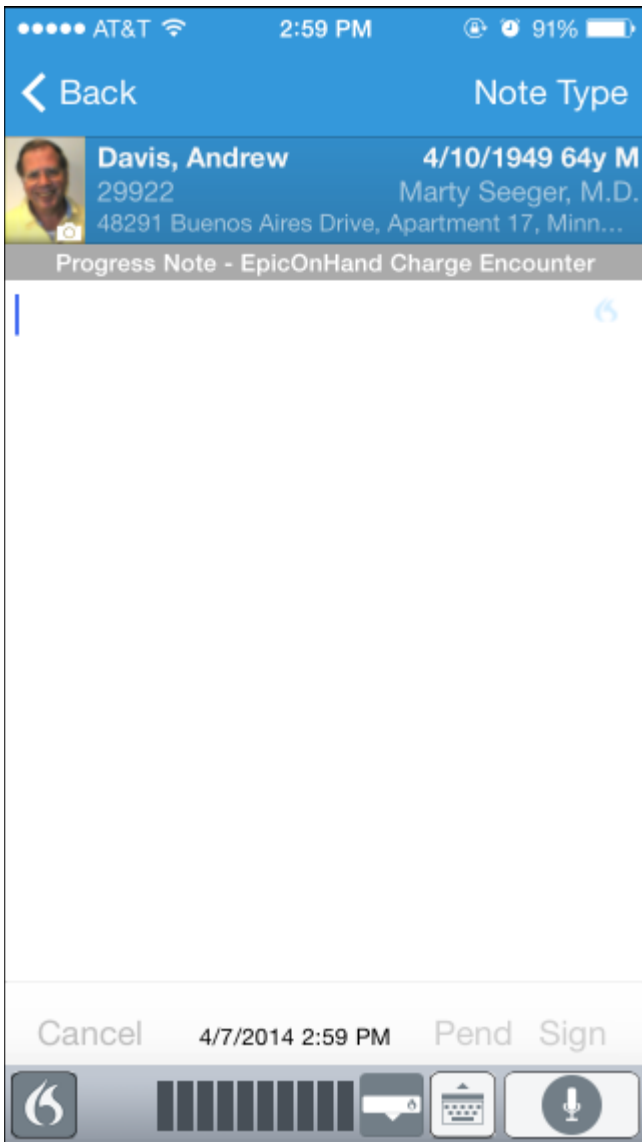 AT&T 2:59 PM 91%
Back Note Type
Davis, Andrew 4/10/1949 64y M
29922 Marty Seeger, M.D.
48291 Buenos Aires Drive, Apartment 17, Minn...
Progress Note - EpicOnHand Charge Encounter
Cancel 4/7/2014 2:59 PM Pend Sign